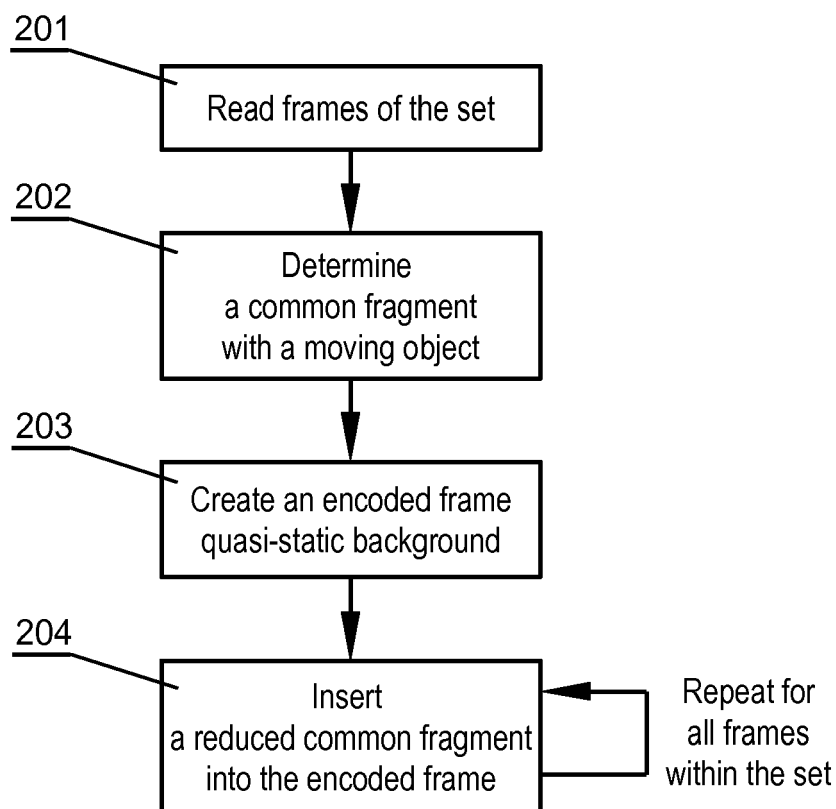 201
Read frames of the set
202
Determine
a common fragment
with a moving object
203
Create an encoded frame
quasi-static background
204
Insert
a reduced common fragment
into the encoded frame
Repeat for
all frames
within the set